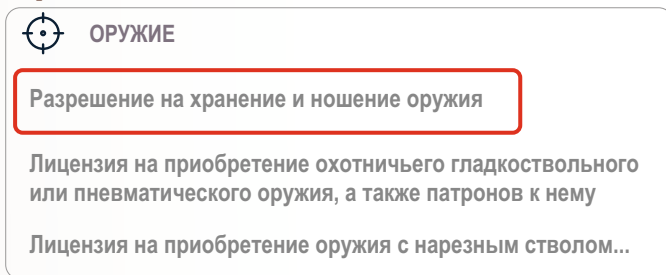 ОРУЖИЕ
Разрешение на хранение и ношение оружия
Лицензия на приобретение охотничьего гладкоствольного
или пневматического оружия, а также патронов к нему
Лицензия на приобретение оружия с нарезным стволом...